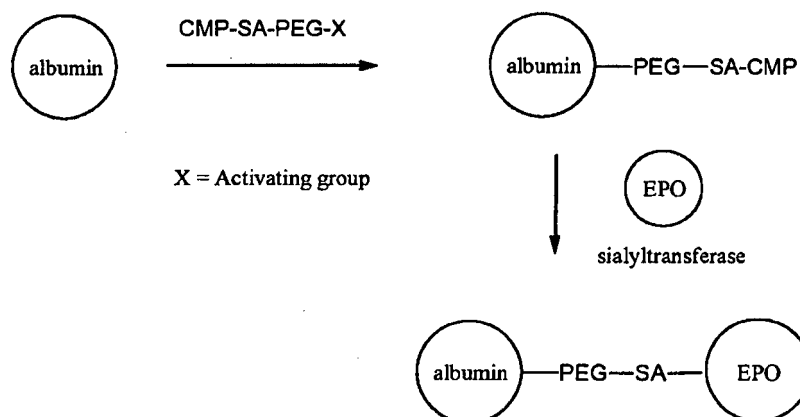 CMP-SA-PEG-X
albumin
albumin—PEG—SA-CMP
X = Activating group
EPO
sialyltransferase
albumin—PEG—SA—EPO